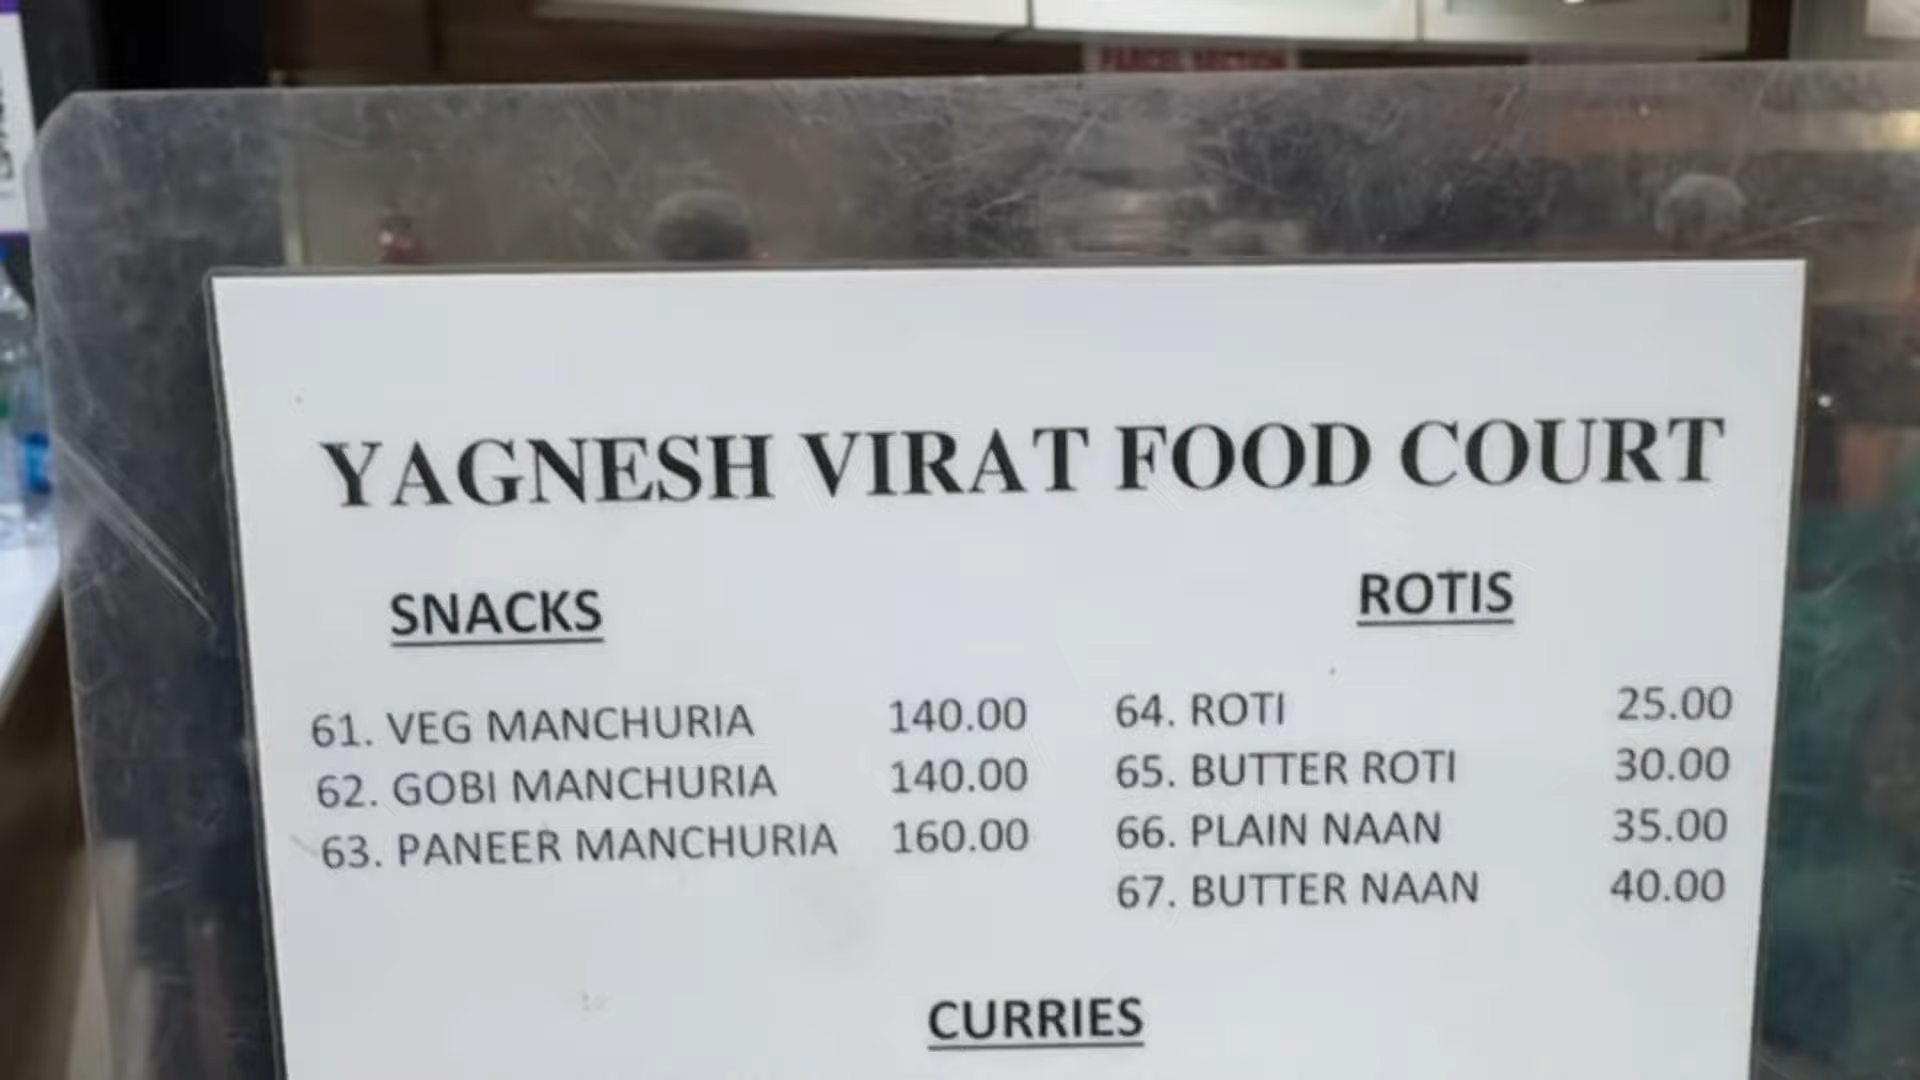 YAGNESH VIRAT FOOD COURT
SNACKS
61. VEG MANCHURIA 140.00
62. GOBI MANCHURIA 140.00
63. PANEER MANCHURIA 160.00
ROTIS
64. ROTI 25.00
65. BUTTER ROTI 30.00
66. PLAIN NAAN 35.00
67. BUTTER NAAN 40.00
CURRIES